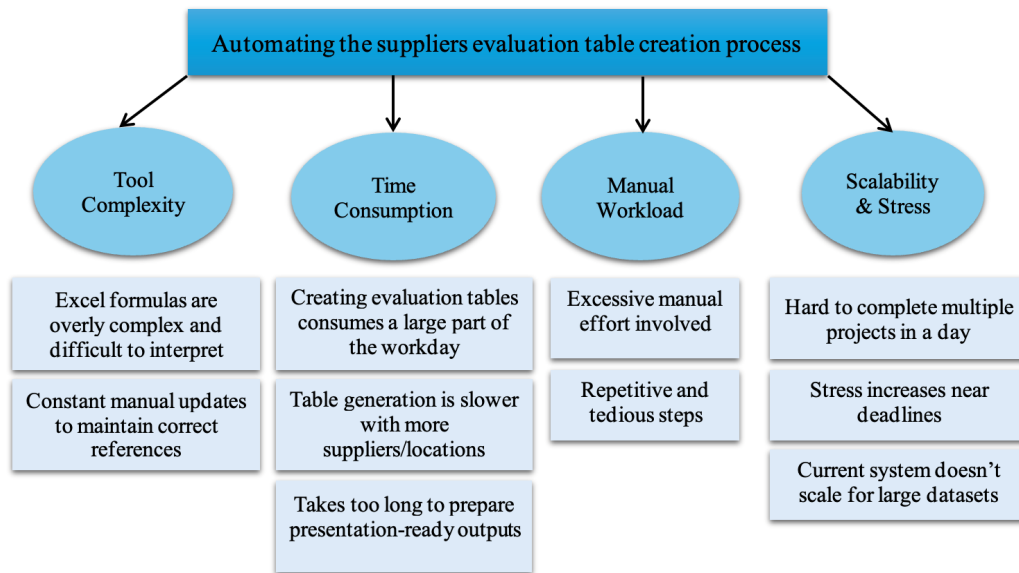 Automating the suppliers evaluation table creation process
Tool
Complexity
Time
Consumption
Manual
Workload
Scalability
& Stress
Excel formulas are
overly complex and
difficult to interpret
Constant manual updates
to maintain correct
references
Creating evaluation tables
consumes a large part of
the workday
Table generation is slower
with more
suppliers/locations
Takes too long to prepare
presentation-ready outputs
Excessive manual
effort involved
Repetitive and
tedious steps
Hard to complete multiple
projects in a day
Stress increases near
deadlines
Current system doesn’t
scale for large datasets